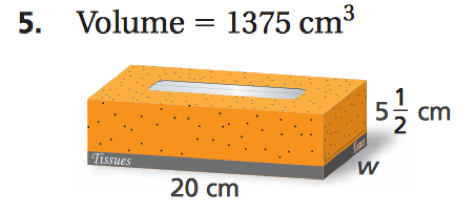 5. Volume = 1375 cm³
5 1/2 cm
Tissues
w
20 cm